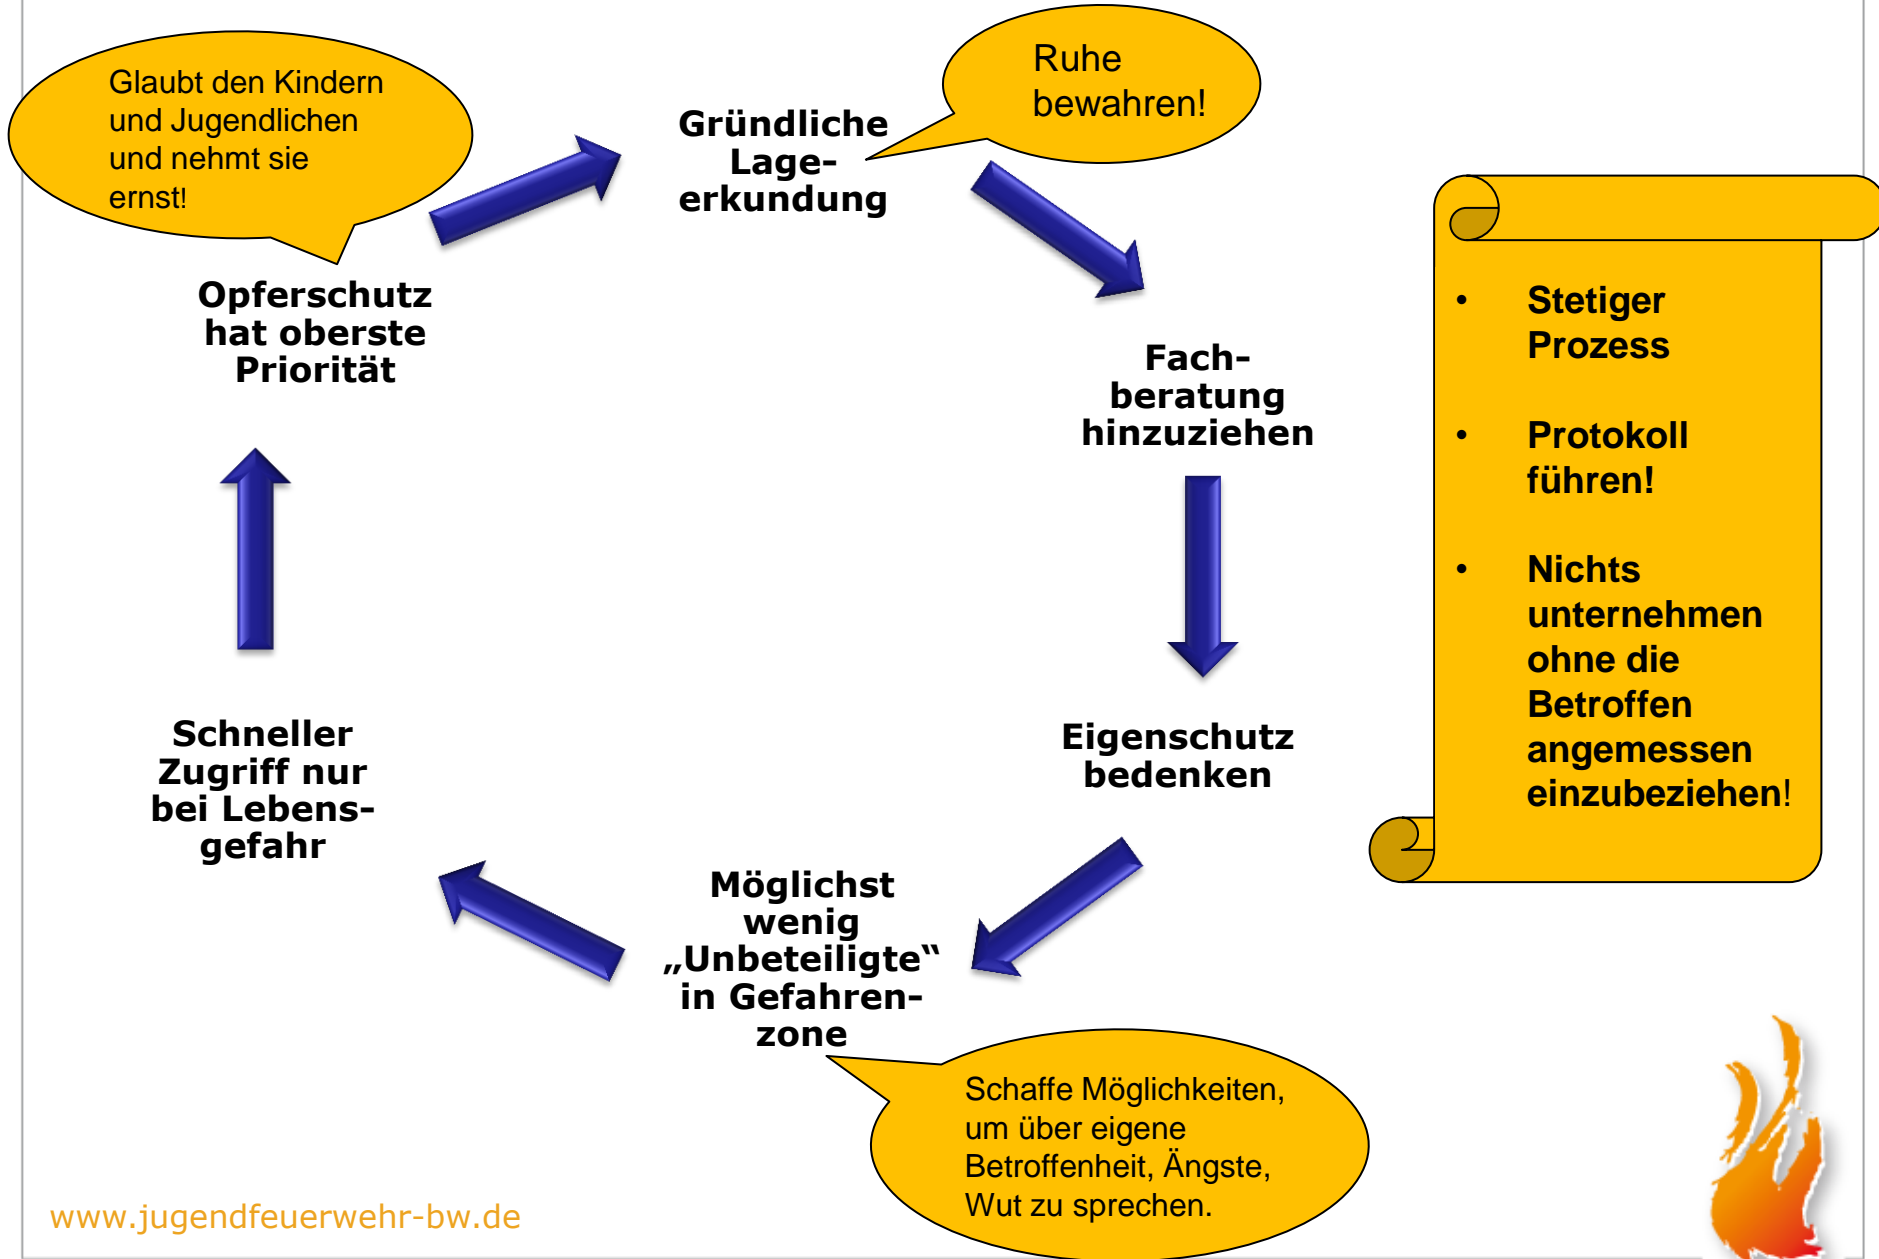 Glaubt den Kindern
und Jugendlichen
und nehmt sie
ernst!
Ruhe
bewahren!
Gründliche
Lage-
erkundung
Opferschutz
hat oberste
Priorität
Fach-
beratung
hinzuziehen
Eigenschutz
bedenken
Möglichst
wenig
„Unbeteiligte“
in Gefahren-
zone
Schneller
Zugriff nur
bei Lebens-
gefahr
Schaffe Möglichkeiten,
um über eigene
Betroffenheit, Ängste,
Wut zu sprechen.
• Stetiger
Prozess
• Protokoll
führen!
• Nichts
unternehmen
ohne die
Betroffen
angemessen
einzubeziehen!
www.jugendfeuerwehr-bw.de